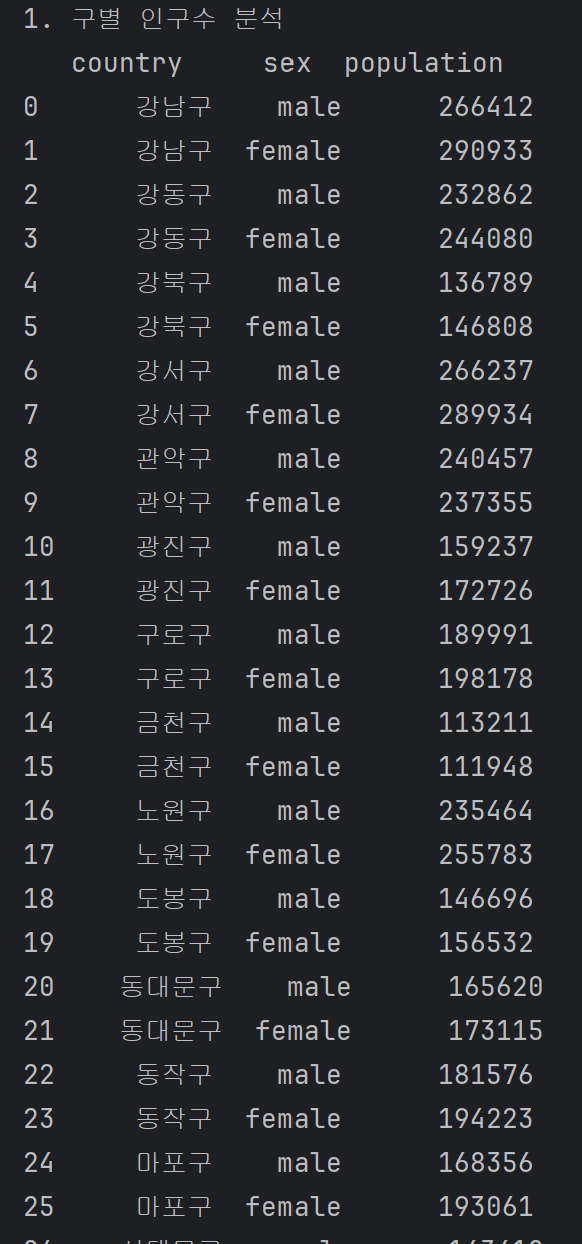 1. 구별 인구수 분석
country sex population
0 강남구 male 266412
1 강남구 female 290933
2 강동구 male 232862
3 강동구 female 244080
4 강북구 male 136789
5 강북구 female 146808
6 강서구 male 266237
7 강서구 female 289934
8 관악구 male 240457
9 관악구 female 237355
10 광진구 male 159237
11 광진구 female 172726
12 구로구 male 189991
13 구로구 female 198178
14 금천구 male 113211
15 금천구 female 111948
16 노원구 male 235464
17 노원구 female 255783
18 도봉구 male 146696
19 도봉구 female 156532
20 동대문구 male 165620
21 동대문구 female 173115
22 동작구 male 181576
23 동작구 female 194223
24 마포구 male 168356
25 마포구 female 193061